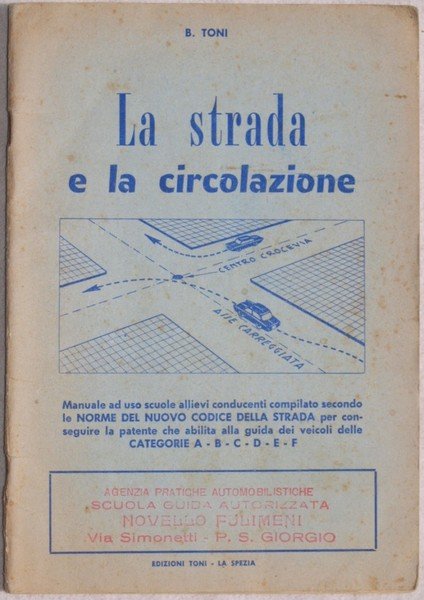 B. TONI
La strada
e la circolazione
CENTRO CROCEVIA
ASSE CARREGGIATA
Manuale ad uso scuole allievi conducenti compilato secondo
le NORME DEL NUOVO CODICE DELLA STRADA per con-
seguire la patente che abilita alla guida dei veicoli delle
CATEGORIE A - B - C - D - E - F
AGENZIA PRATICHE AUTOMOBILISTICHE
SCUOLA GUIDA AUTORIZZATA
NOVELLO FULIMENI
Via Simonetti - P. S. GIORGIO
EDIZIONI TONI - LA SPEZIA